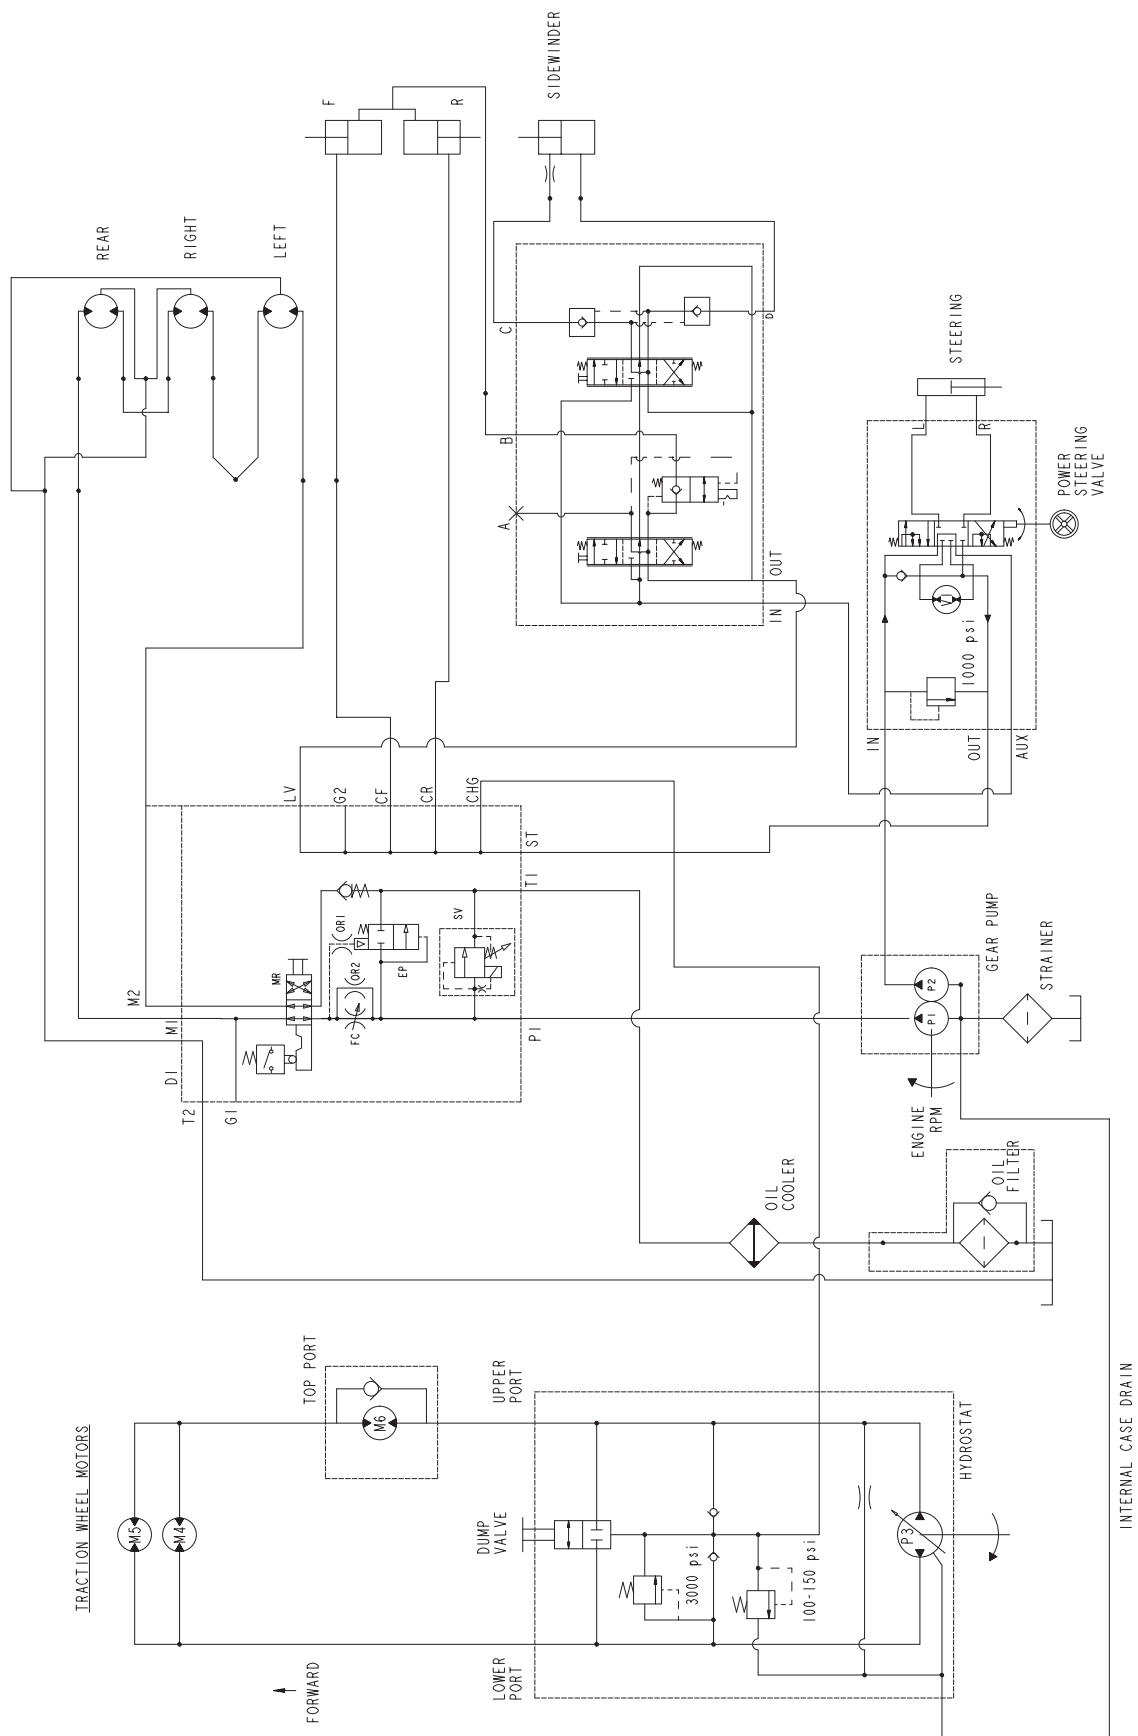 TRACTION WHEEL MOTORS
M5
M4
FORWARD
TOP PORT
M6
UPPER
PORT
LOWER
PORT
DUMP
VALVE
3000 psi
100-150 psi
P3
HYDROSTAT
INTERNAL CASE DRAIN
REAR
RIGHT
LEFT
F
R
SIDEWINDER
M2
M1
D1
T2
G1
MR
FC
OR1
OR2
EP
SV
P1
T1
ST
LV
G2
CF
CR
CHG
A
B
C
D
IN
OUT
STEERING
L
R
POWER
STEERING
VALVE
V1
1000 psi
IN
OUT
AUX
GEAR PUMP
P2
P1
STRAINER
ENGINE
RPM
OIL
COOLER
OIL
FILTER